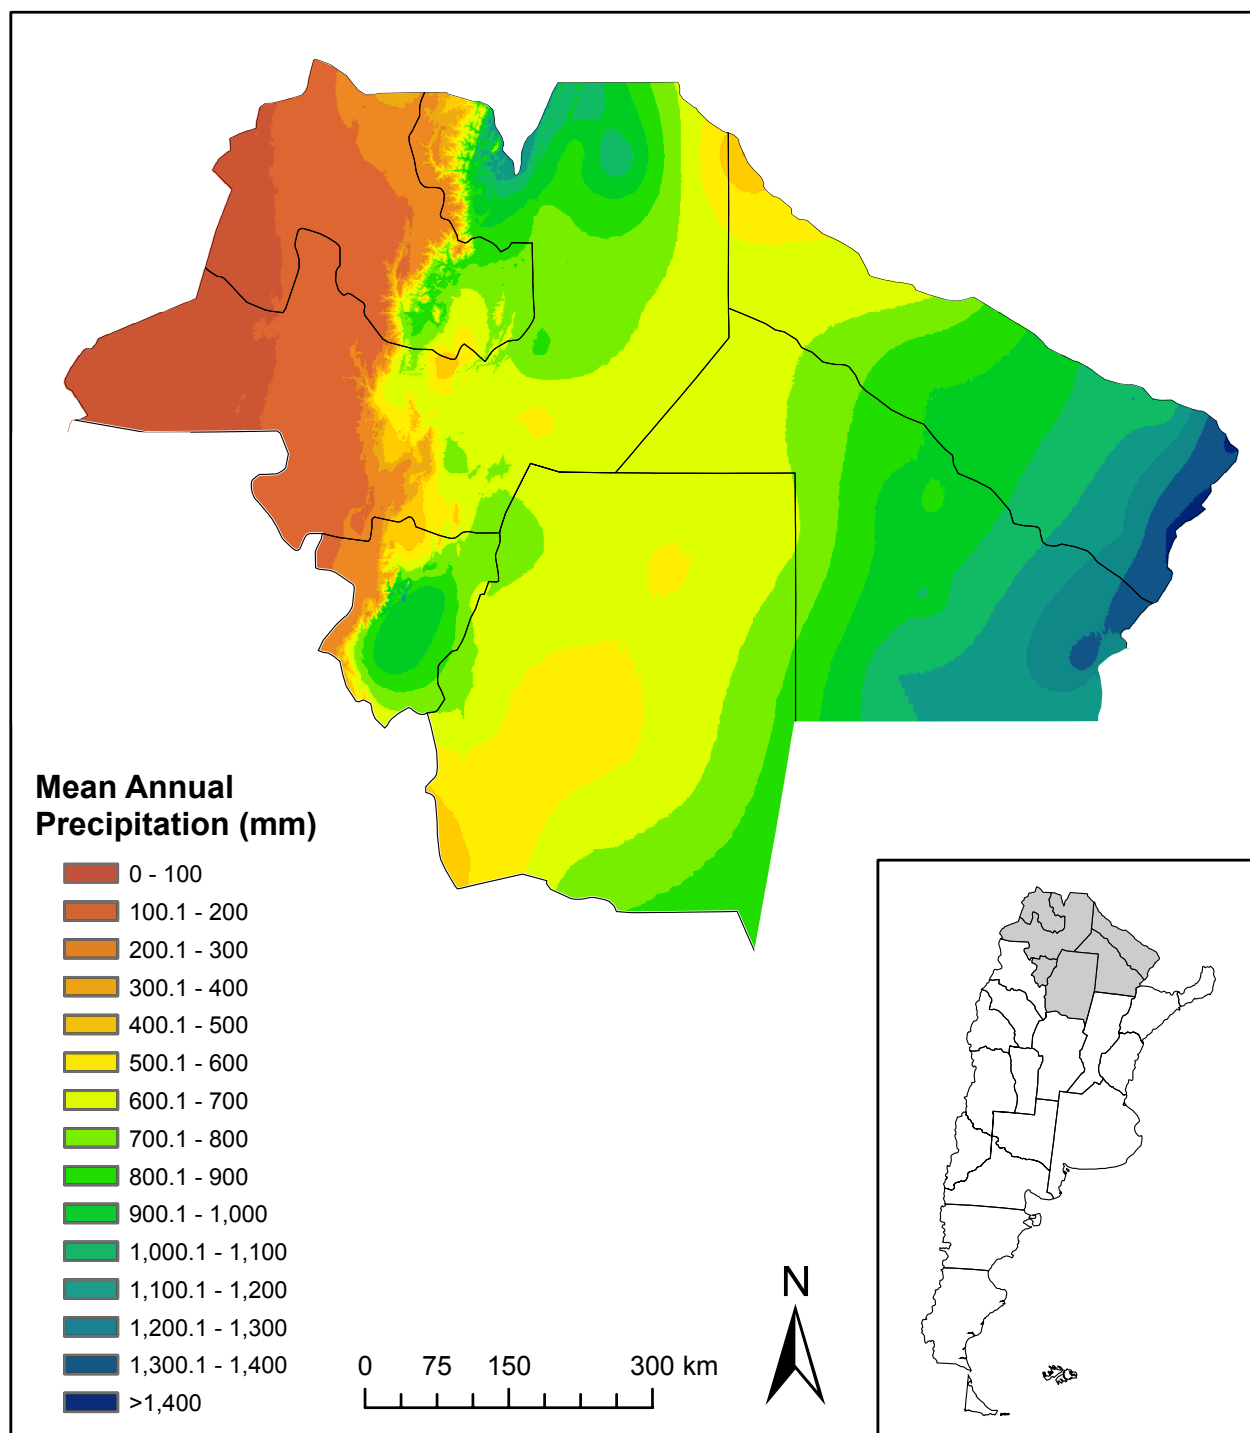 Mean Annual
Precipitation (mm)
0 - 100
100.1 - 200
200.1 - 300
300.1 - 400
400.1 - 500
500.1 - 600
600.1 - 700
700.1 - 800
800.1 - 900
900.1 - 1,000
1,000.1 - 1,100
1,100.1 - 1,200
1,200.1 - 1,300
1,300.1 - 1,400
>1,400
0 75 150 300 km
N